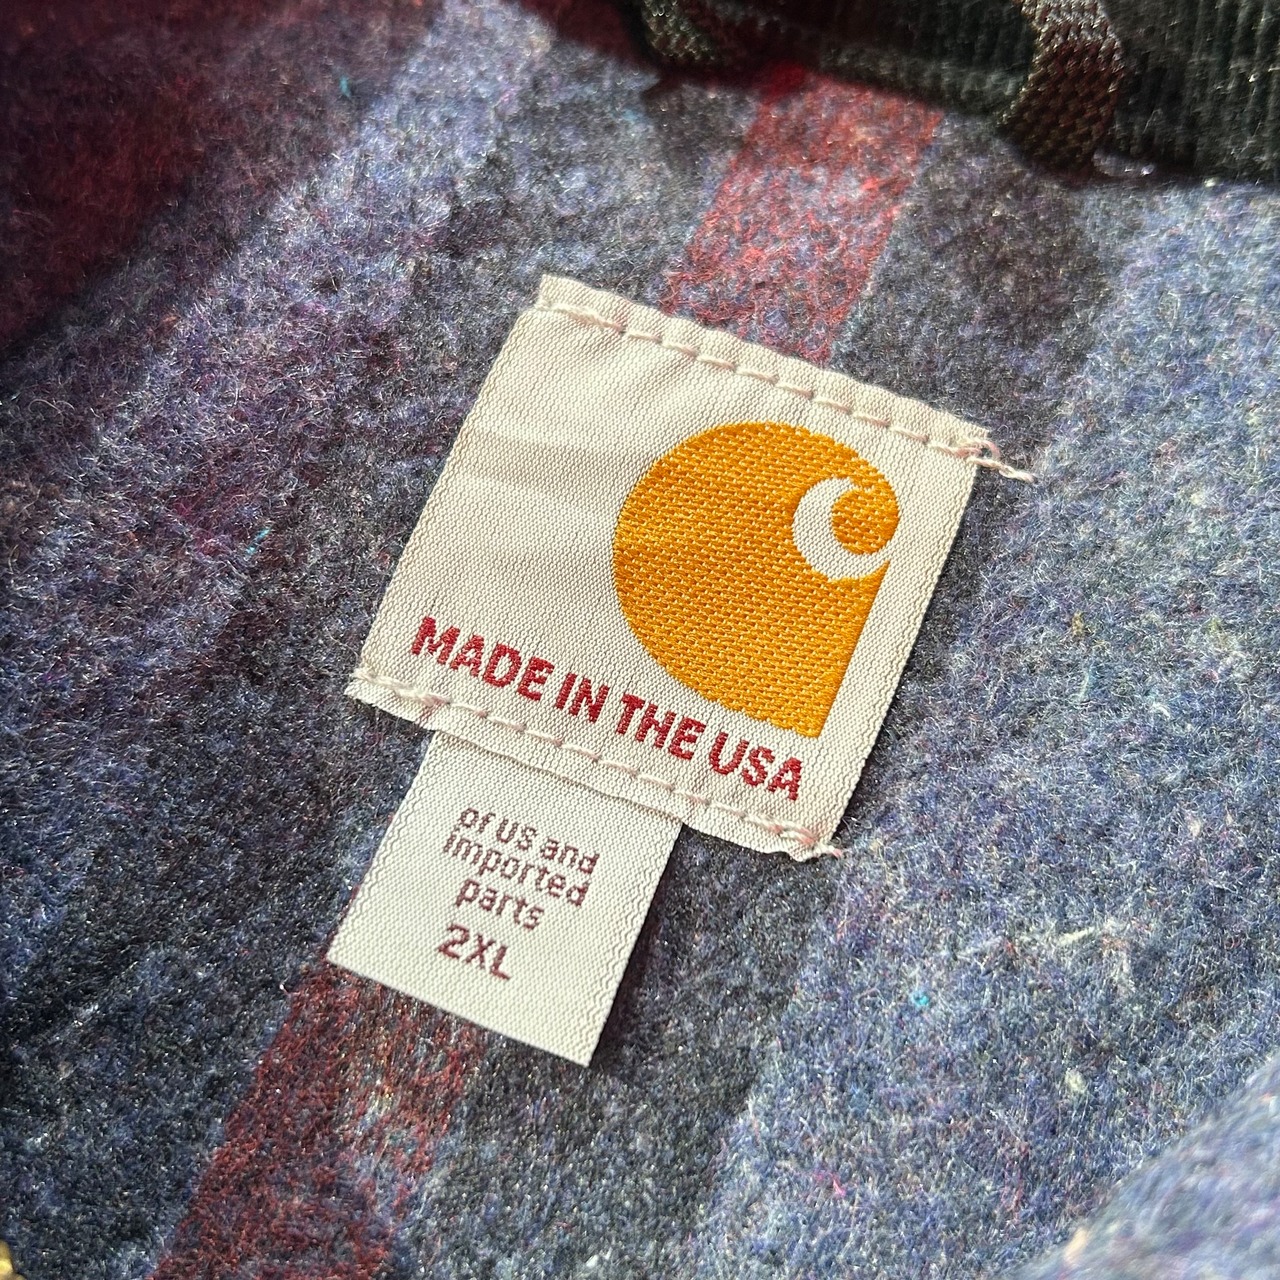 MADE IN THE USA
of US and
imported
parts
2XL